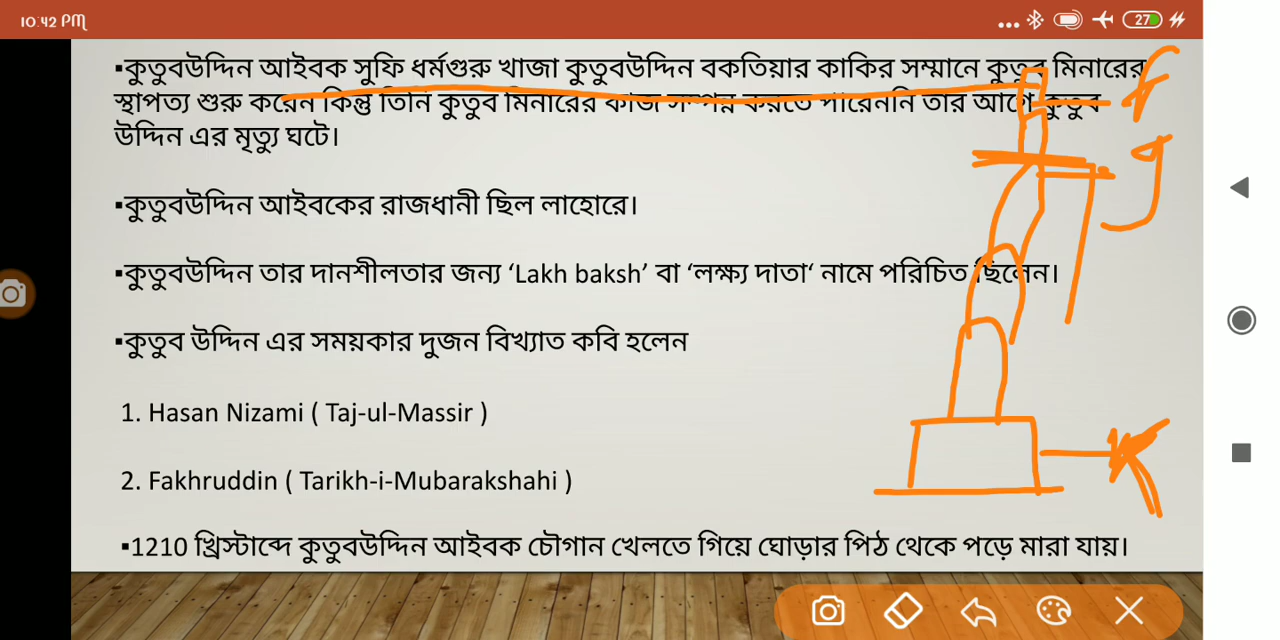 10:42 PM
27
▪কুতুবউদ্দিন আইবক সুফি ধর্মগুরু খাজা কুতুবউদ্দিন বকতিয়ার কাকির সম্মানে কুতুব মিনারের
স্থাপত্য শুরু করেন কিন্তু তিনি কুতুব মিনারের কাজ সম্পন্ন করতে পারেননি তার আগে কুতুব
উদ্দিন এর মৃত্যু ঘটে।
▪কুতুবউদ্দিন আইবকের রাজধানী ছিল লাহোরে।
▪কুতুবউদ্দিন তার দানশীলতার জন্য ‘Lakh baksh’ বা ‘লক্ষ্য দাতা‘ নামে পরিচিত ছিলেন।
▪কুতুব উদ্দিন এর সময়কার দুজন বিখ্যাত কবি হলেন
1. Hasan Nizami ( Taj-ul-Massir )
2. Fakhruddin ( Tarikh-i-Mubarakshahi )
▪1210 খ্রিস্টাব্দে কুতুবউদ্দিন আইবক চৌগান খেলতে গিয়ে ঘোড়ার পিঠ থেকে পড়ে মারা যায়।